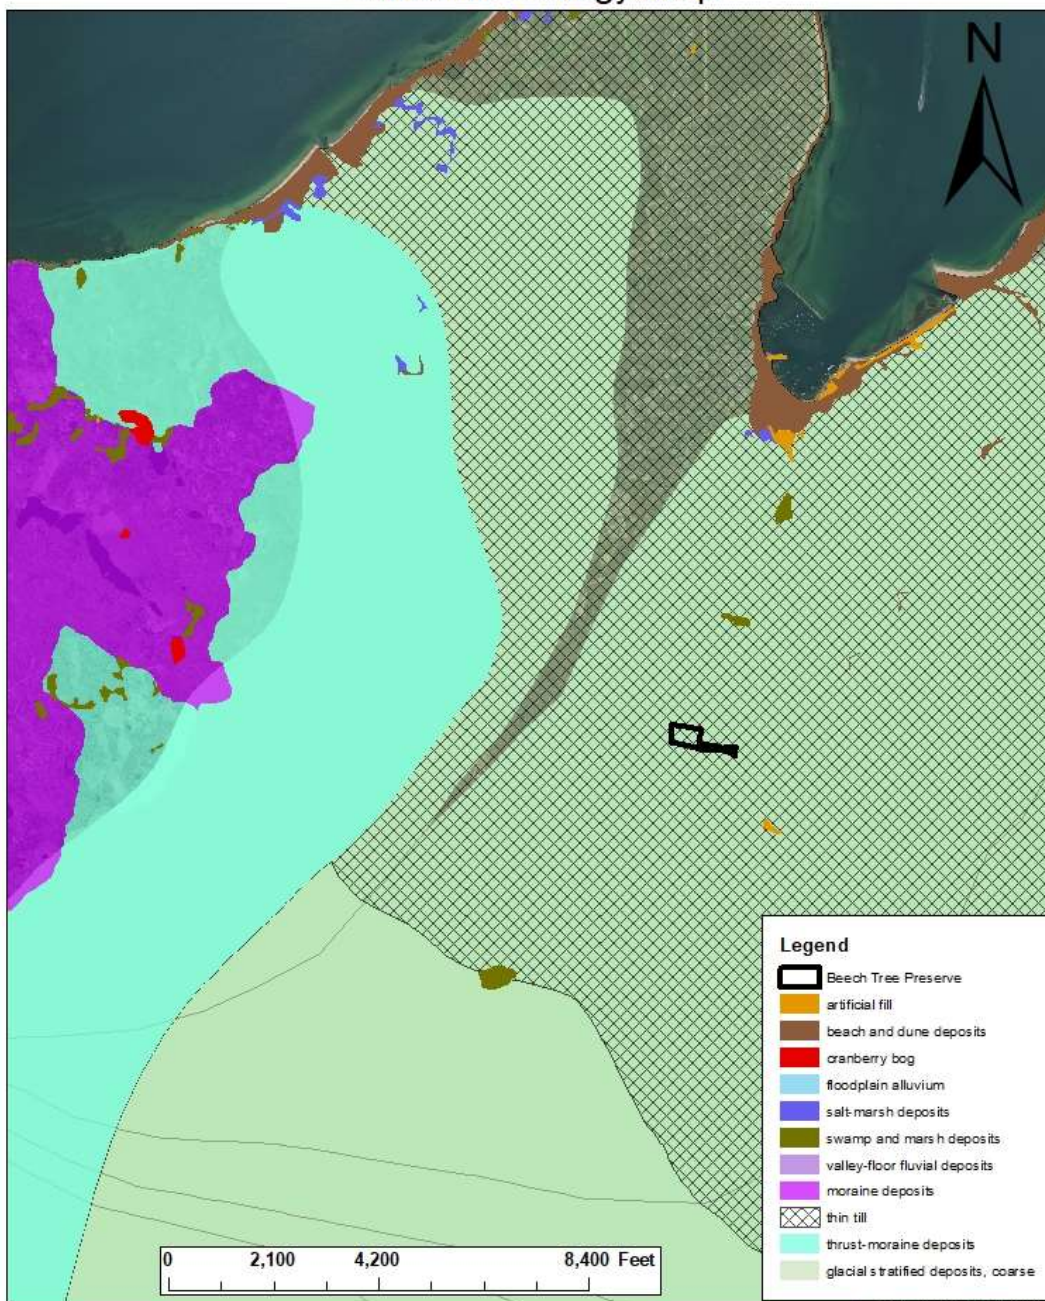 N
Legend
Beech Tree Preserve
artificial fill
beach and dune deposits
cranberry bog
floodplain alluvium
salt-marsh deposits
swamp and marsh deposits
valley-floor fluvial deposits
moraine deposits
thin till
thrust-moraine deposits
glacial stratified deposits, coarse
0 2,100 4,200 8,400 Feet